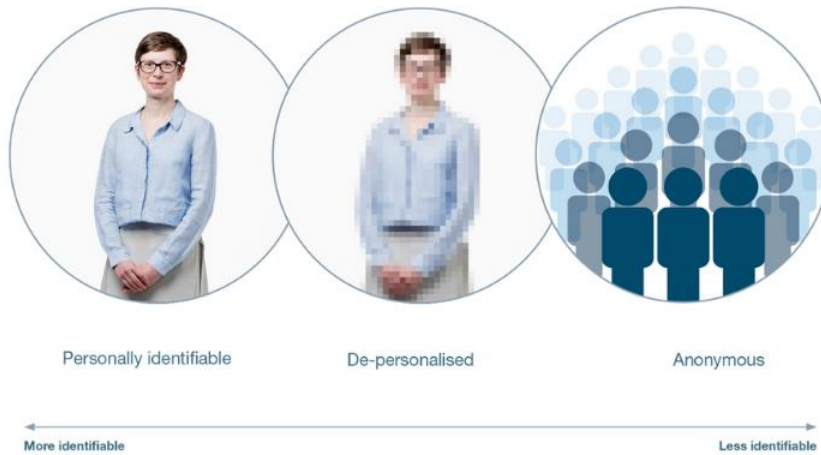 Personally identifiable
De-personalised
Anonymous
More identifiable
Less identifiable